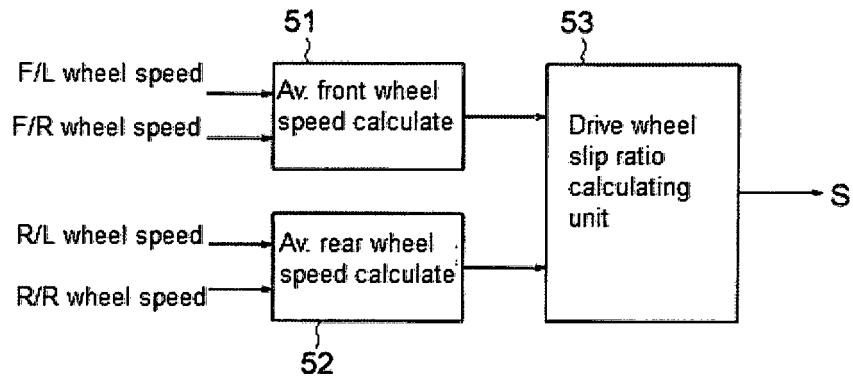 51
53
F/L wheel speed
F/R wheel speed
Av. front wheel
speed calculate
Drive wheel
slip ratio
calculating
unit
S
R/L wheel speed
R/R wheel speed
Av. rear wheel
speed calculate
52